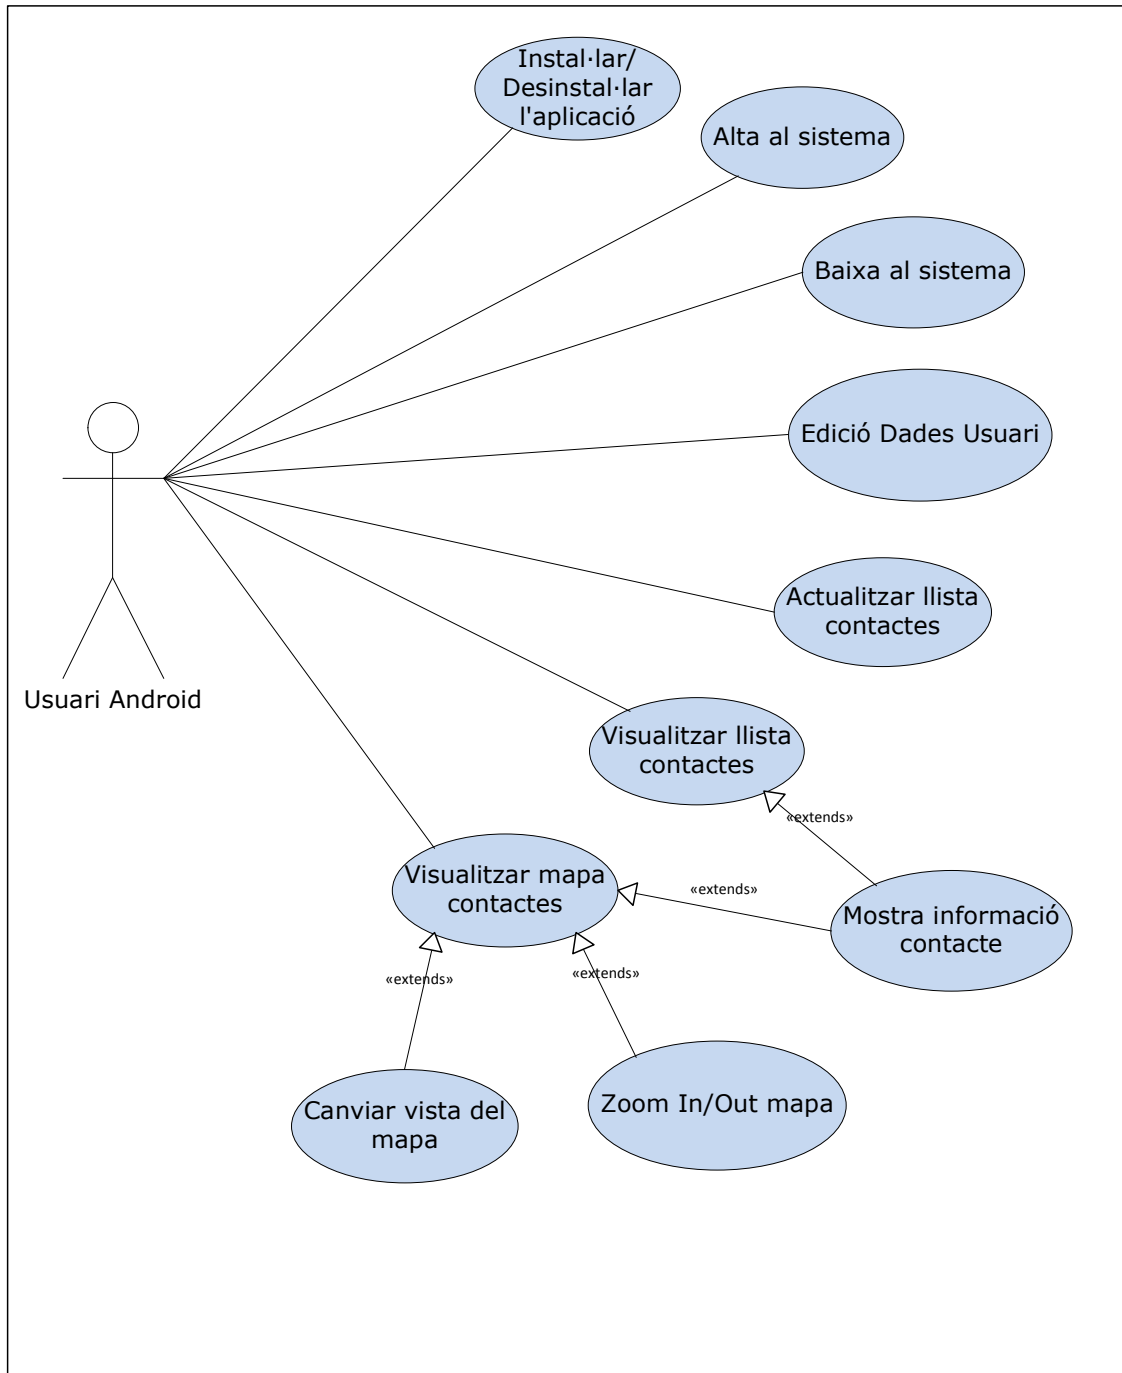 Instal·lar/
Desinstal·lar
l'aplicació
Alta al sistema
Baixa al sistema
Edició Dades Usuari
Actualitzar llista
contactes
Usuari Android
Visualitzar llista
contactes
«extends»
Visualitzar mapa
contactes
«extends»
Mostra informació
contacte
«extends»
«extends»
Canviar vista del
mapa
Zoom In/Out mapa